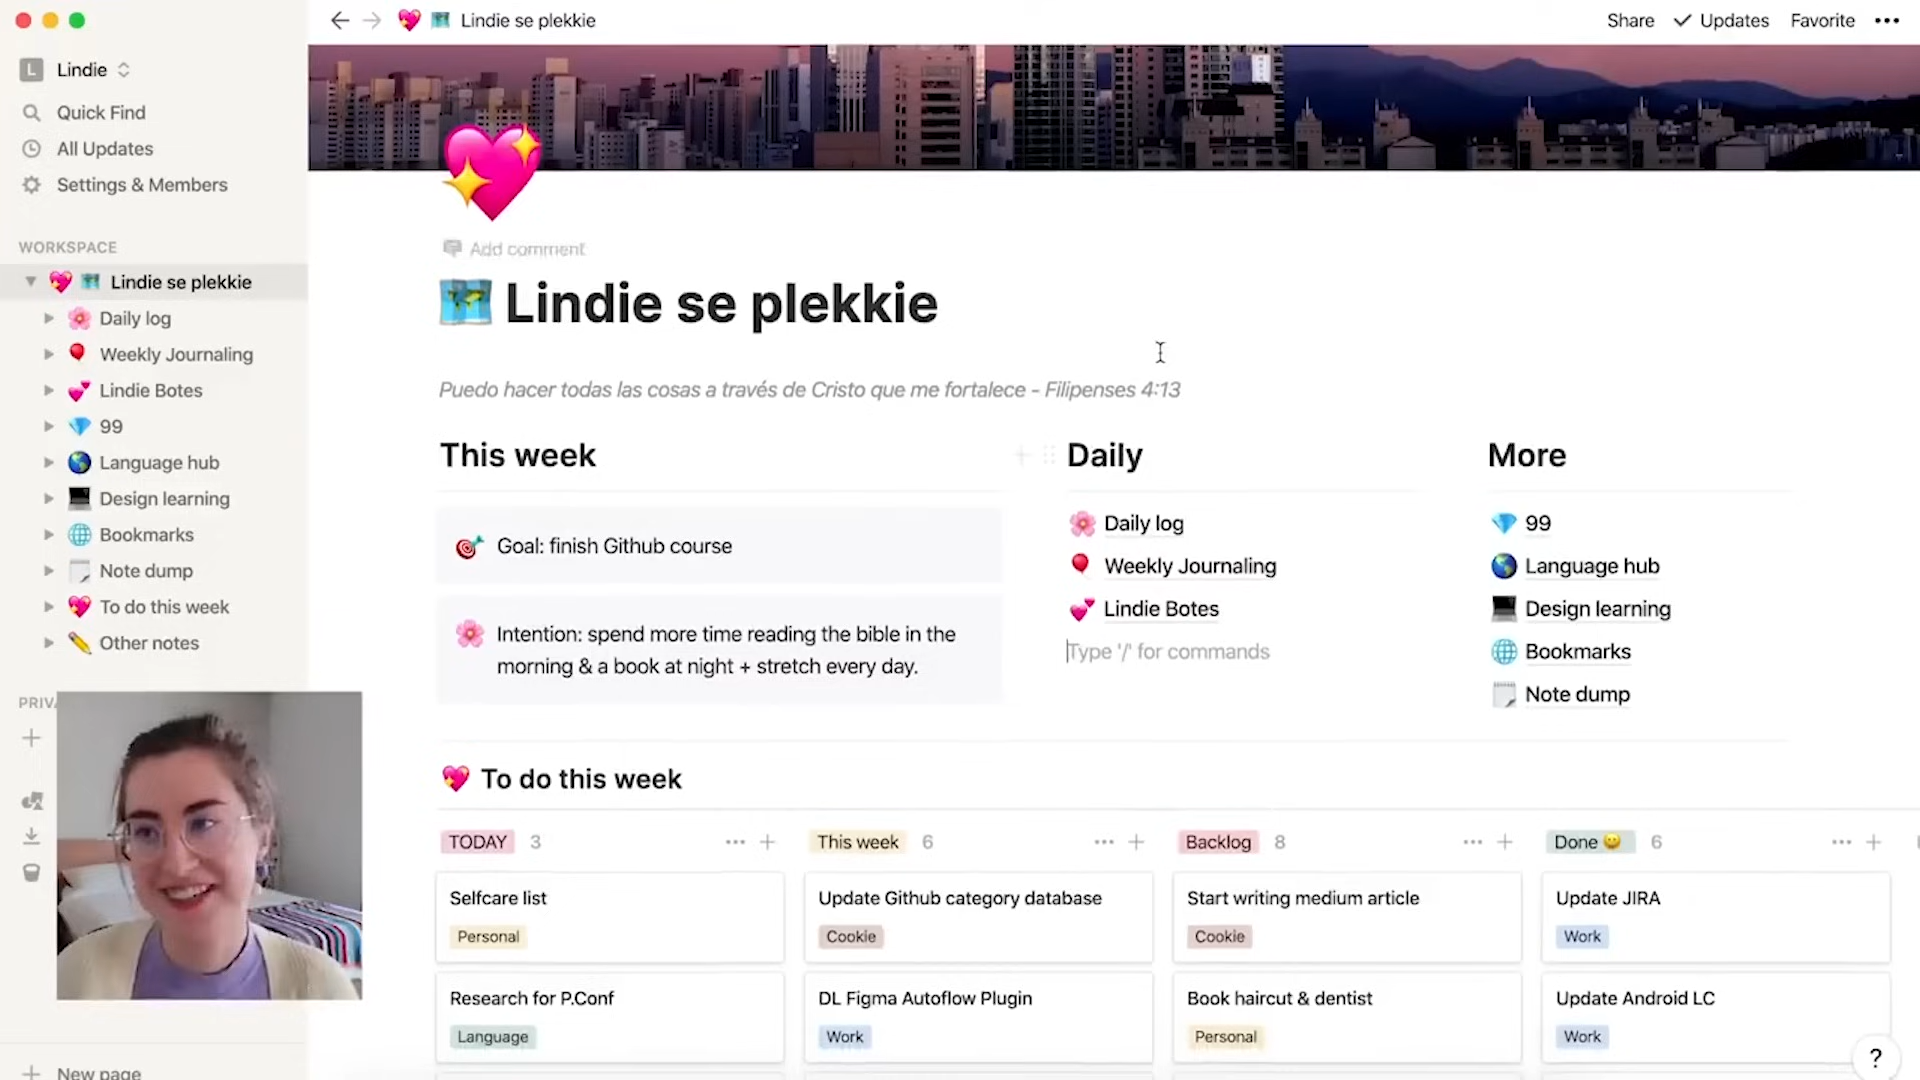 Lindie se plekkie
Share
Updates
Favorite
L
Lindie
Quick Find
All Updates
Settings & Members
WORKSPACE
Lindie se plekkie
Daily log
Weekly Journaling
Lindie Botes
99
Language hub
Design learning
Bookmarks
Note dump
To do this week
Other notes
PRIV
New page
Add comment
Lindie se plekkie
Puedo hacer todas las cosas a través de Cristo que me fortalece - Filipenses 4:13
This week
Goal: finish Github course
Intention: spend more time reading the bible in the
morning & a book at night + stretch every day.
Daily
Daily log
Weekly Journaling
Lindie Botes
Type '/' for commands
More
99
Language hub
Design learning
Bookmarks
Note dump
To do this week
TODAY 3
Selfcare list
Personal
Research for P.Conf
Language
This week 6
Update Github category database
Cookie
DL Figma Autoflow Plugin
Work
Backlog 8
Start writing medium article
Cookie
Book haircut & dentist
Personal
Done 6
Update JIRA
Work
Update Android LC
Work
?